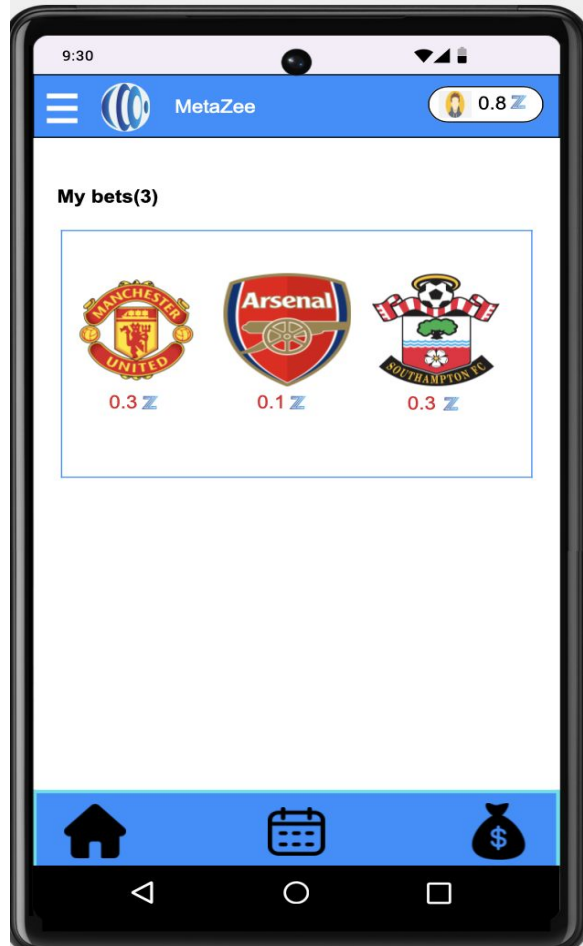 9:30
MetaZee
0.8 Z
My bets(3)
MANCHESTER
UNITED
Arsenal
SOUTHAMPTON FC
0.3 Z
0.1 Z
0.3 Z
$